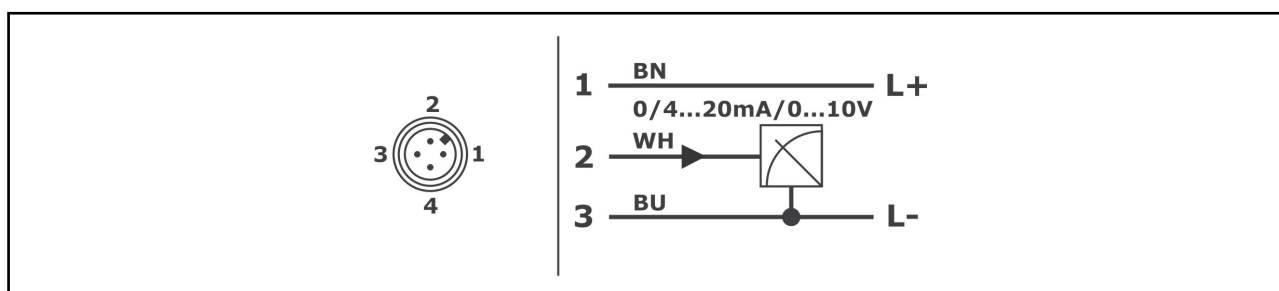 2
3 1
4
1 BN L+
0/4...20mA/0...10V
2 WH
3 BU L-